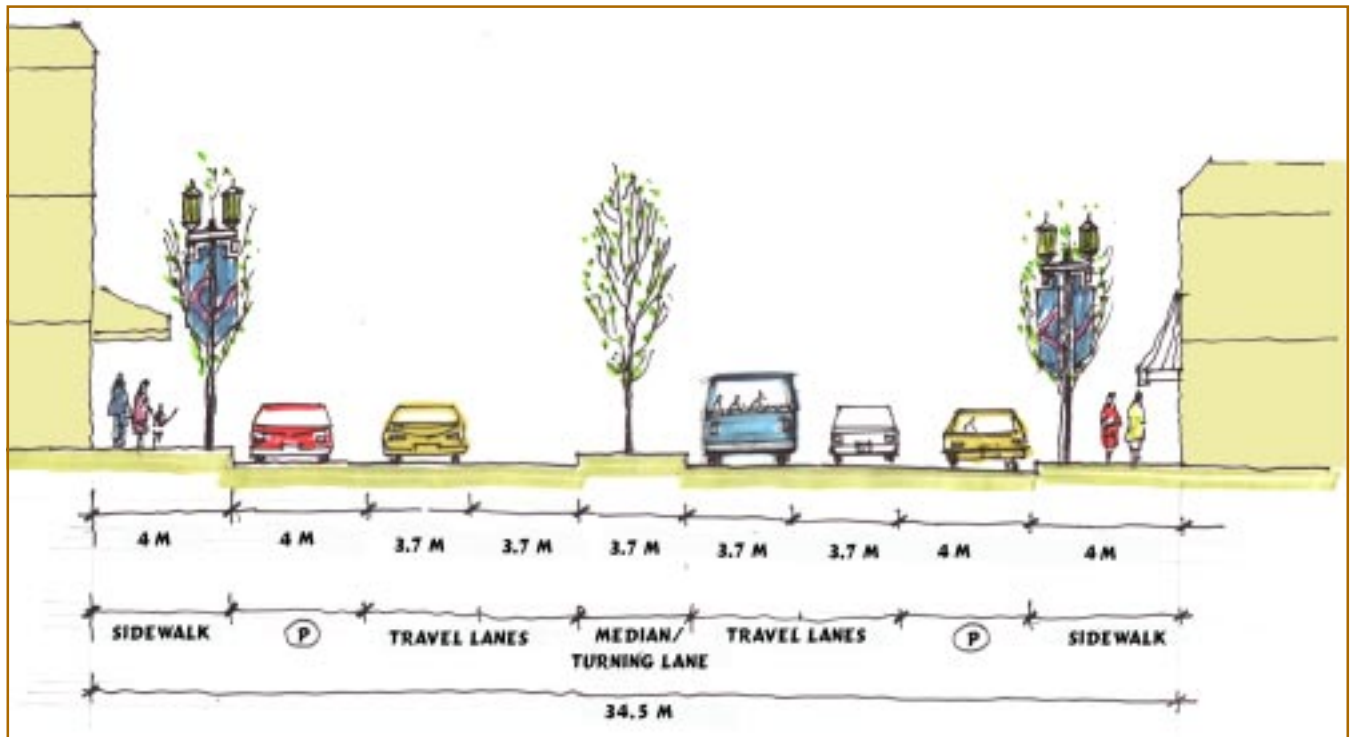 4 M 4 M 3.7 M 3.7 M 3.7 M 3.7 M 3.7 M 4 M 4 M
SIDEWALK P TRAVEL LANES MEDIAN/ TRAVEL LANES P SIDEWALK
TURNING LANE
34.5 M